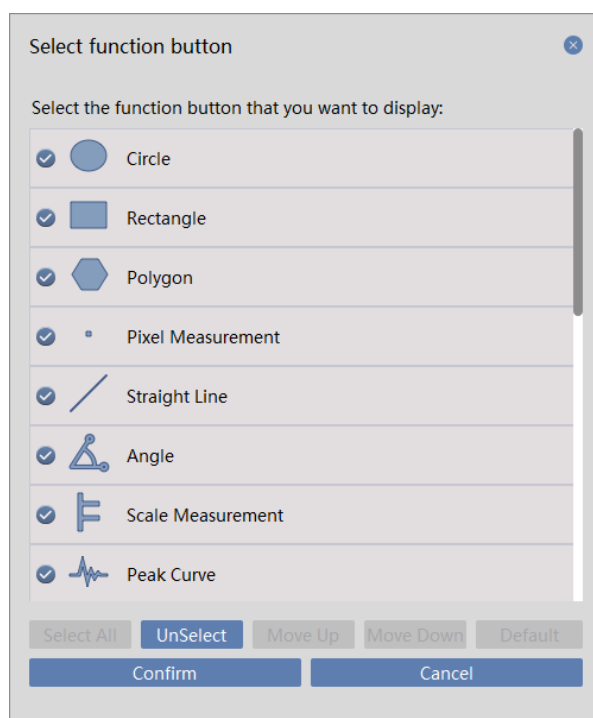 Select function button
Select the function button that you want to display:
Circle
Rectangle
Polygon
Pixel Measurement
Straight Line
Angle
Scale Measurement
Peak Curve
Select All UnSelect Move Up Move Down Default
Confirm Cancel